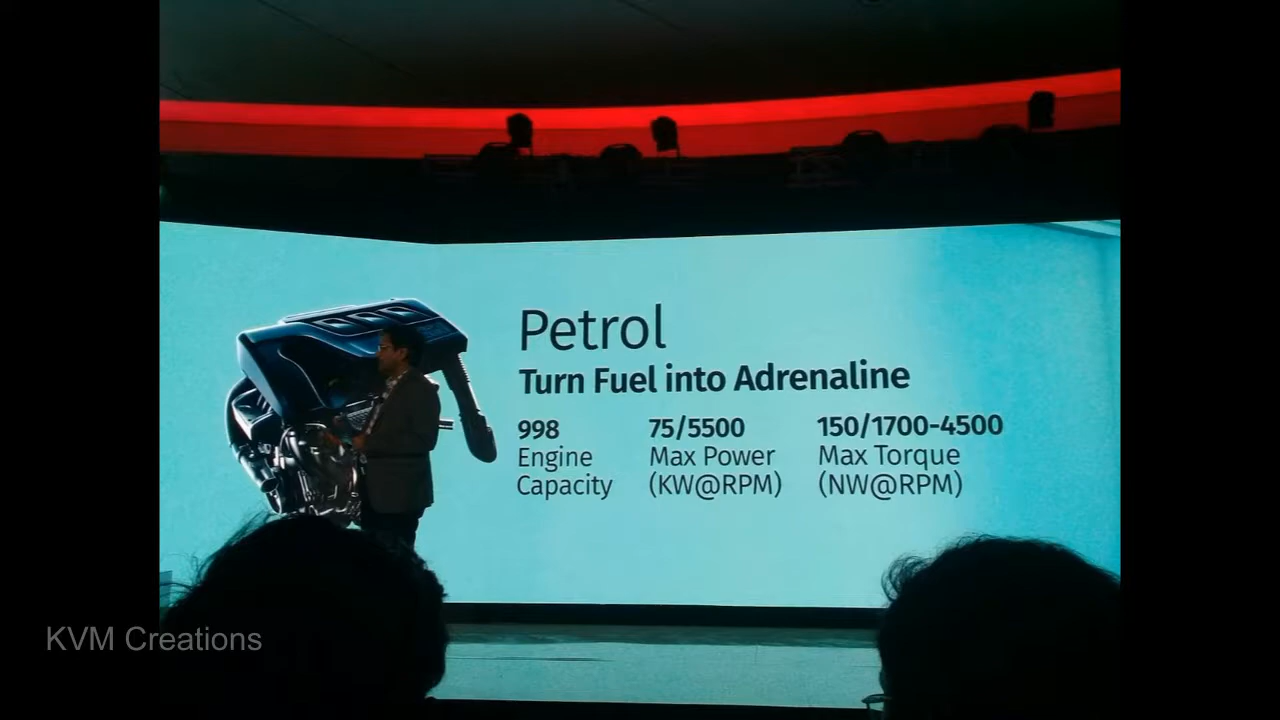 Petrol
Turn Fuel into Adrenaline
998
Engine
Capacity
75/5500
Max Power
(KW@RPM)
150/1700-4500
Max Torque
(NW@RPM)
KVM Creations